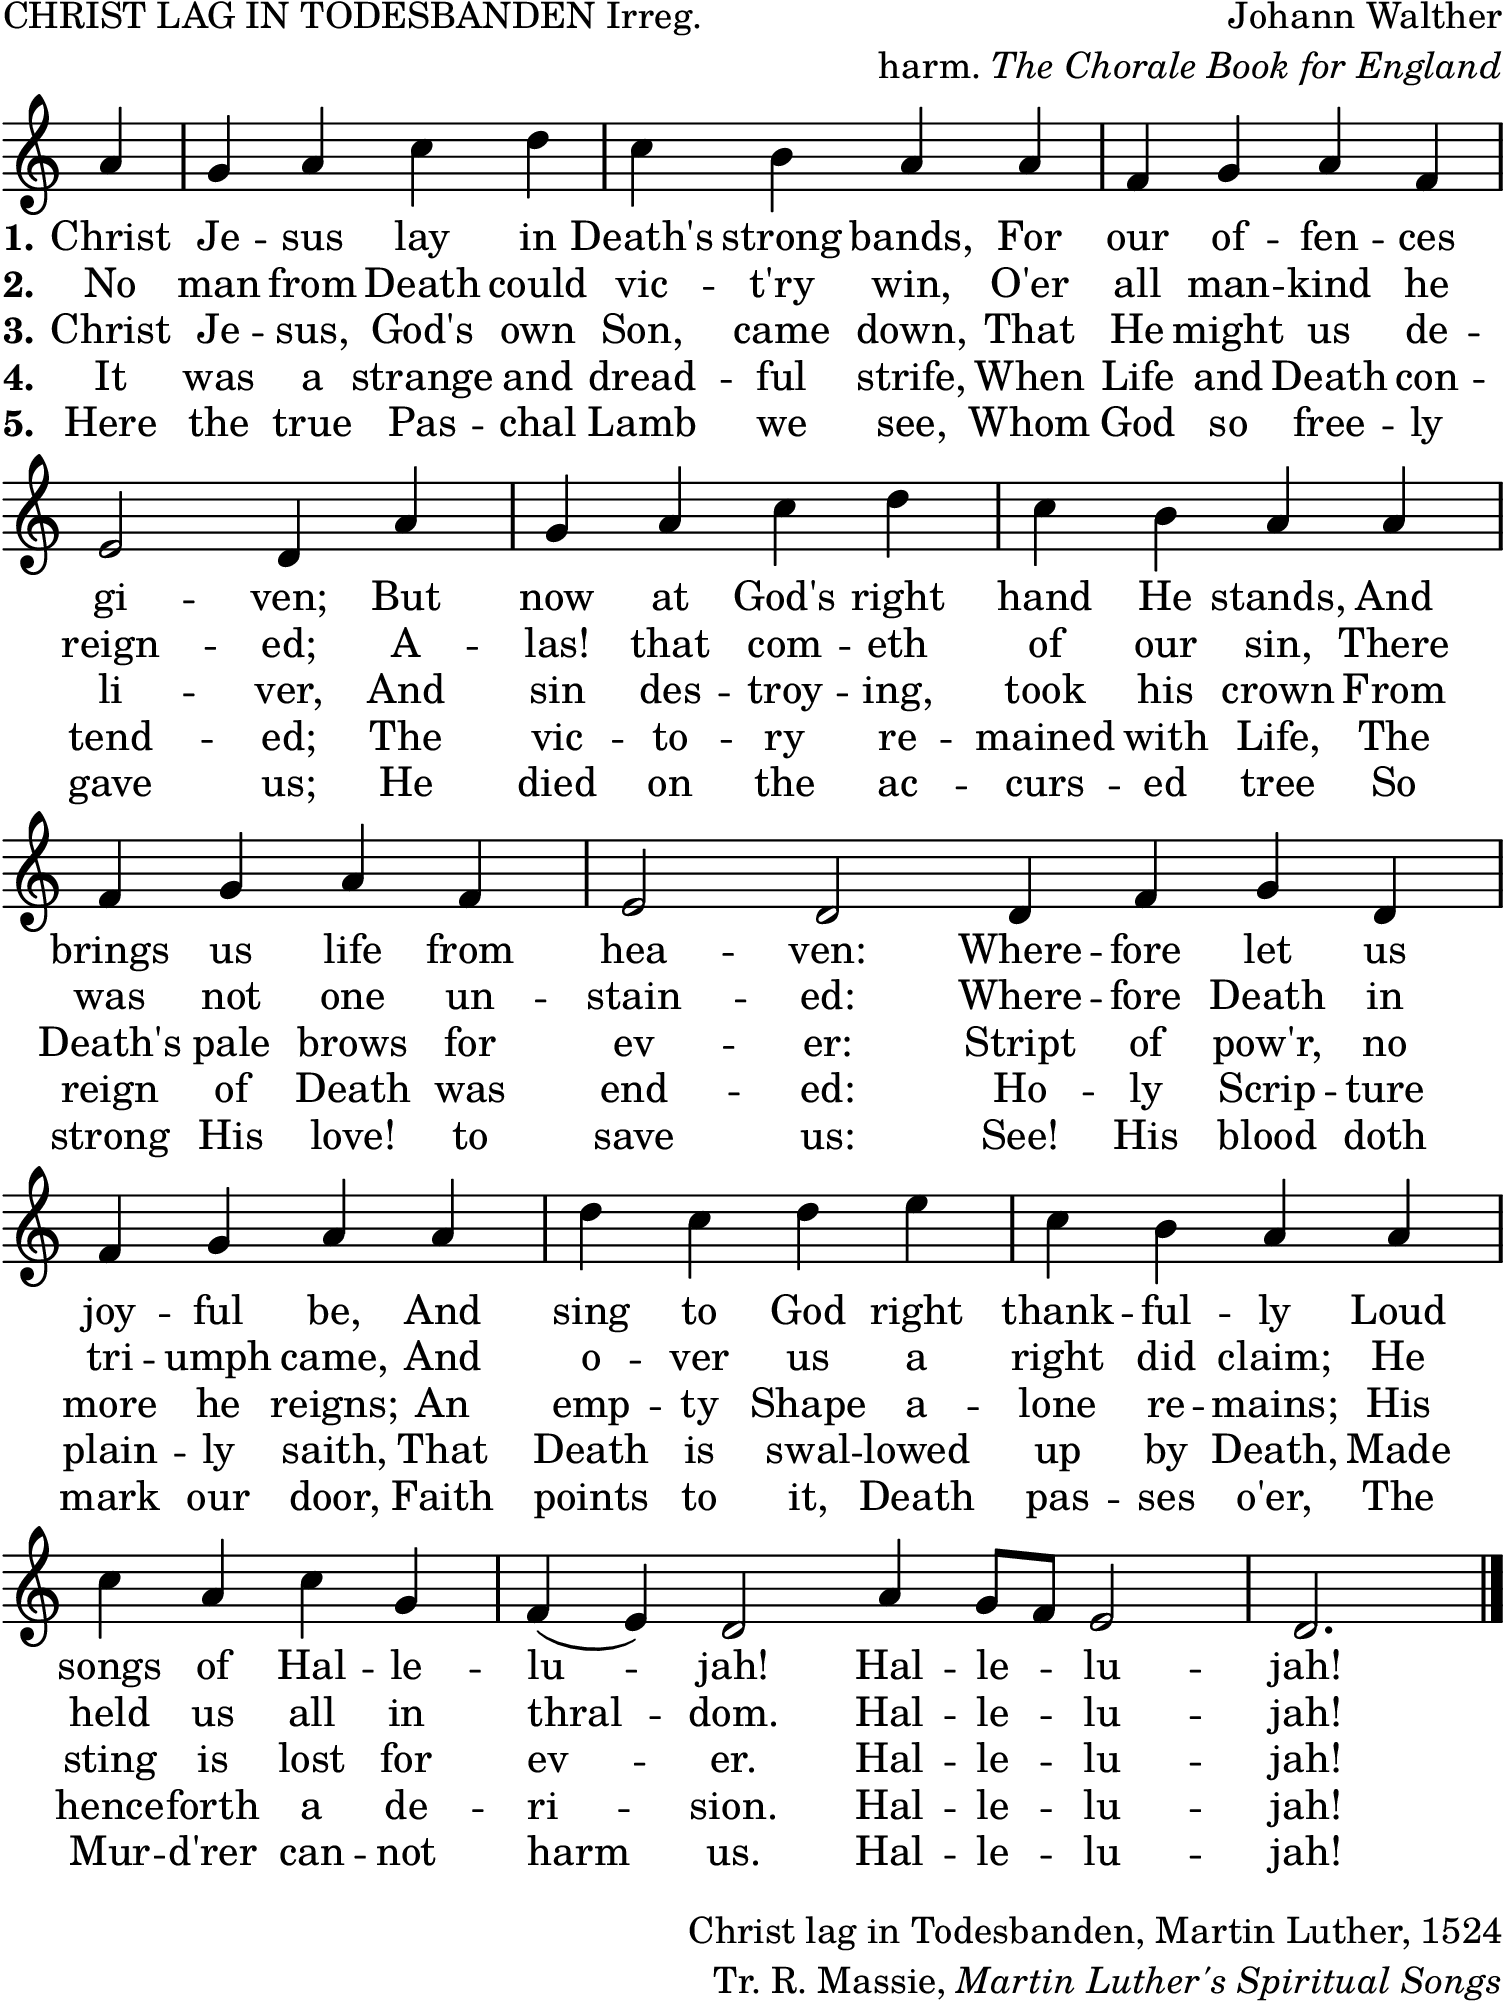 CHRIST LAG IN TODESBANDEN Irreg. Johann Walther
harm. The Chorale Book for England
1. Christ Je -- sus lay in Death's strong bands, For our of -- fen -- ces
2. No man from Death could vic -- t'ry win, O'er all man -- kind he
3. Christ Je -- sus, God's own Son, came down, That He might us de --
4. It was a strange and dread -- ful strife, When Life and Death con --
5. Here the true Pas -- chal Lamb we see, Whom God so free -- ly
gi -- ven; But now at God's right hand He stands, And
reign -- ed; A -- las! that com -- eth of our sin, There
li -- ver, And sin des -- troy -- ing, took his crown From
tend -- ed; The vic -- to -- ry re -- mained with Life, The
gave us; He died on the ac -- curs -- ed tree So
brings us life from hea -- ven: Where -- fore let us
was not one un -- stain -- ed: Where -- fore Death in
Death's pale brows for ev -- er: Stript of pow'r, no
reign of Death was end -- ed: Ho -- ly Scrip -- ture
strong His love! to save us: See! His blood doth
joy -- ful be, And sing to God right thank -- ful -- ly Loud
tri -- umph came, And o -- ver us a right did claim; He
more he reigns; An emp -- ty Shape a -- lone re -- mains; His
plain -- ly saith, That Death is swal -- lowed up by Death, Made
mark our door, Faith points to it, Death pas -- ses o'er, The
songs of Hal -- le -- lu -- jah! Hal -- le -- lu -- jah!
held us all in thral -- dom. Hal -- le -- lu -- jah!
sting is lost for ev -- er. Hal -- le -- lu -- jah!
hence -- forth a de -- ri -- sion. Hal -- le -- lu -- jah!
Mur -- d'rer can -- not harm us. Hal -- le -- lu -- jah!
Christ lag in Todesbanden, Martin Luther, 1524
Tr. R. Massie, Martin Luther's Spiritual Songs